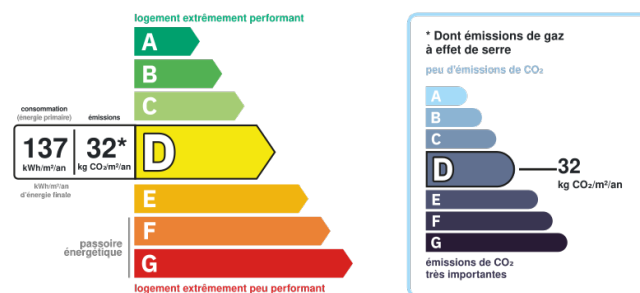 logement extrêmement performant
A
B
C
consommation
(énergie primaire)
émissions
137
kWh/m²/an
32*
kg CO₂/m²/an
D
kWh/m²/an
d'énergie finale
E
F
G
passoire
énergétique
logement extrêmement peu performant
* Dont émissions de gaz
à effet de serre
peu d'émissions de CO₂
A
B
C
D
32
kg CO₂/m²/an
E
F
G
émissions de CO₂
très importantes